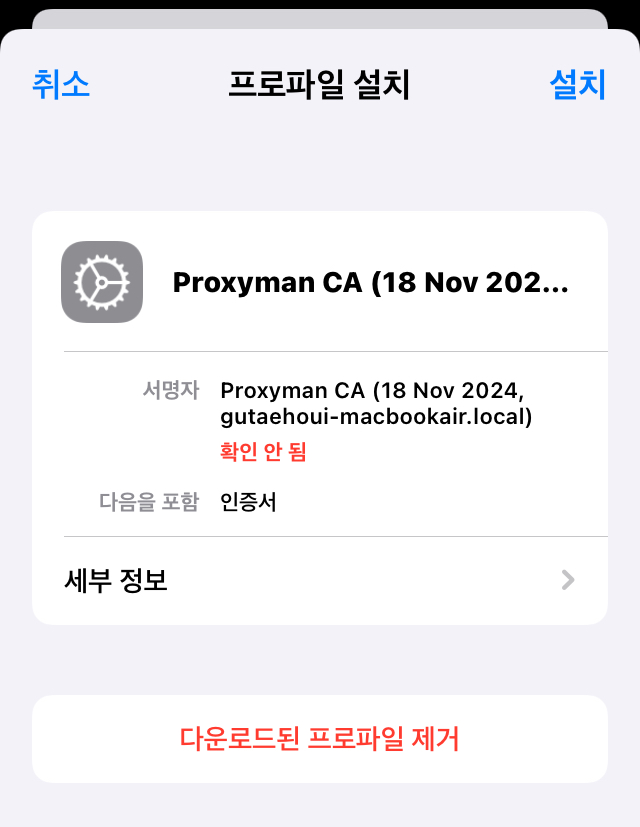 취소 프로파일 설치 설치
Proxyman CA (18 Nov 202...
서명자 Proxyman CA (18 Nov 2024,
gutaehoui-macbookair.local)
확인 안 됨
다음을 포함 인증서
세부 정보
다운로드된 프로파일 제거